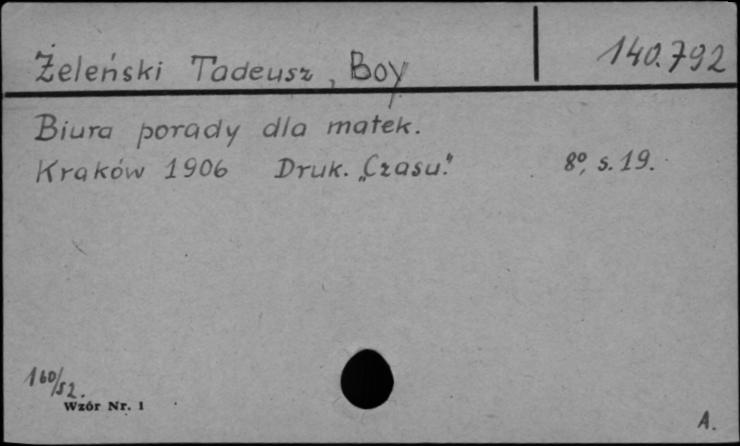 Żeleński Tadeusz, Boy 140.792
Biura porady dla matek.
Kraków 1906 Druk. „Czasu." 8°, s. 19.
160/52.
Wzór Nr. 1
A.